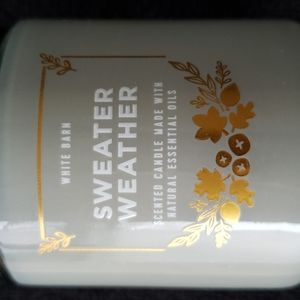 WHITE BARN
SWEATER
WEATHER
SCENTED CANDLE MADE WITH
NATURAL ESSENTIAL OILS